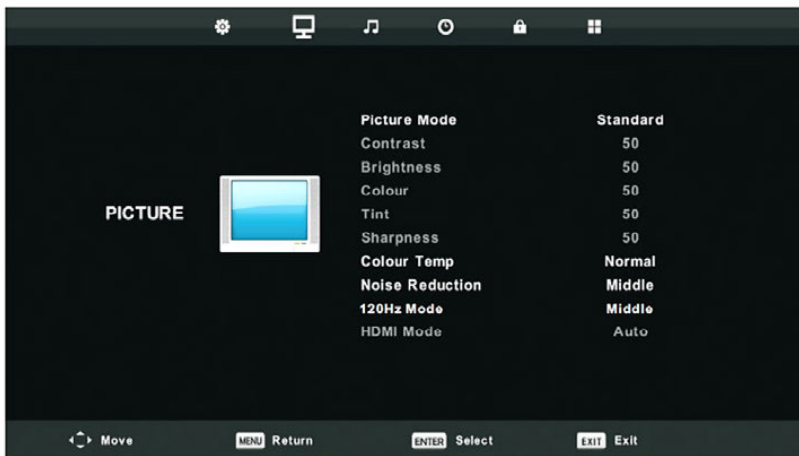 Picture Mode Standard
Contrast 50
Brightness 50
Colour 50
PICTURE
Tint 50
Sharpness 50
Colour Temp Normal
Noise Reduction Middle
120Hz Mode Middle
HDMI Mode Auto
Move MENU Return ENTER Select EXIT Exit